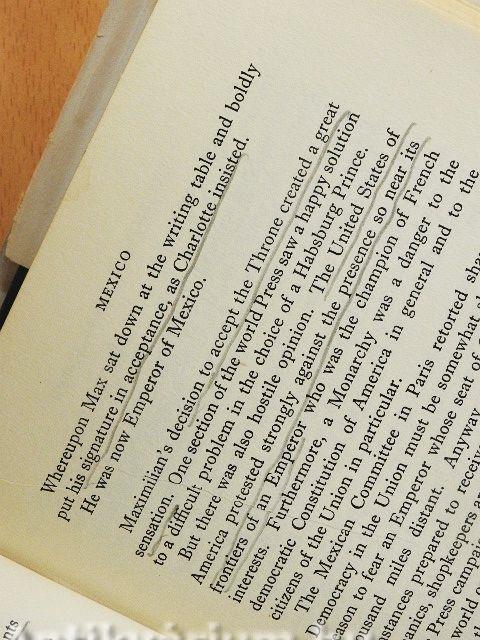 MEXICO
Whereupon Max sat down at the writing table and boldly
put his signature in acceptance, as Charlotte insisted.
He was now Emperor of Mexico.
Maximilian's decision to accept the Throne created a great
sensation. One section of the world Press saw a happy solution
to a difficult problem in the choice of a Habsburg Prince.
But there was also hostile opinion. The United States of
America protested strongly against the presence so near its
frontiers of an Emperor who was the champion of French
interests. Furthermore, a Monarchy was a danger to the
democratic Constitution of America in general and to the
citizens of the Union in particular.
The Mexican Committee in Paris retorted
Democracy in the Union must be somewhat
to fear an Emperor whose seat of
miles distant. Anyway
prepared to
shopkeepers
Press
world